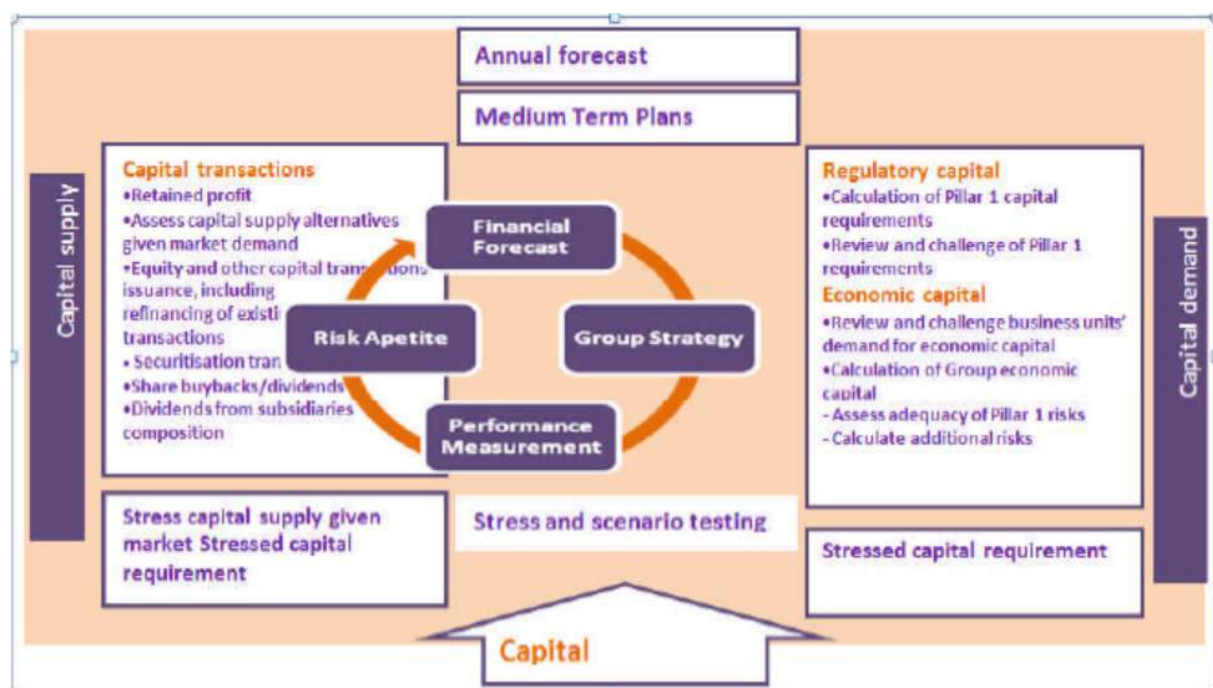 Annual forecast
Medium Term Plans
Capital supply
Capital transactions
•Retained profit
•Assess capital supply alternatives
given market demand
•Equity and other capital
issuance, including
refinancing of
transactions
• Securitisation
•Share buybacks/dividends
•Dividends from subsidiaries
composition
Financial
Forecast
Risk Apetite
Group Strategy
Performance
Measurement
Regulatory capital
•Calculation of Pillar 1 capital
requirements
•Review and challenge of Pillar 1
requirements
Economic capital
•Review and challenge business units'
demand for economic capital
•Calculation of Group economic
capital
- Assess adequacy of Pillar 1 risks
- Calculate additional risks
Capital demand
Stress capital supply given
market Stressed capital
requirement
Stress and scenario testing
Stressed capital requirement
Capital